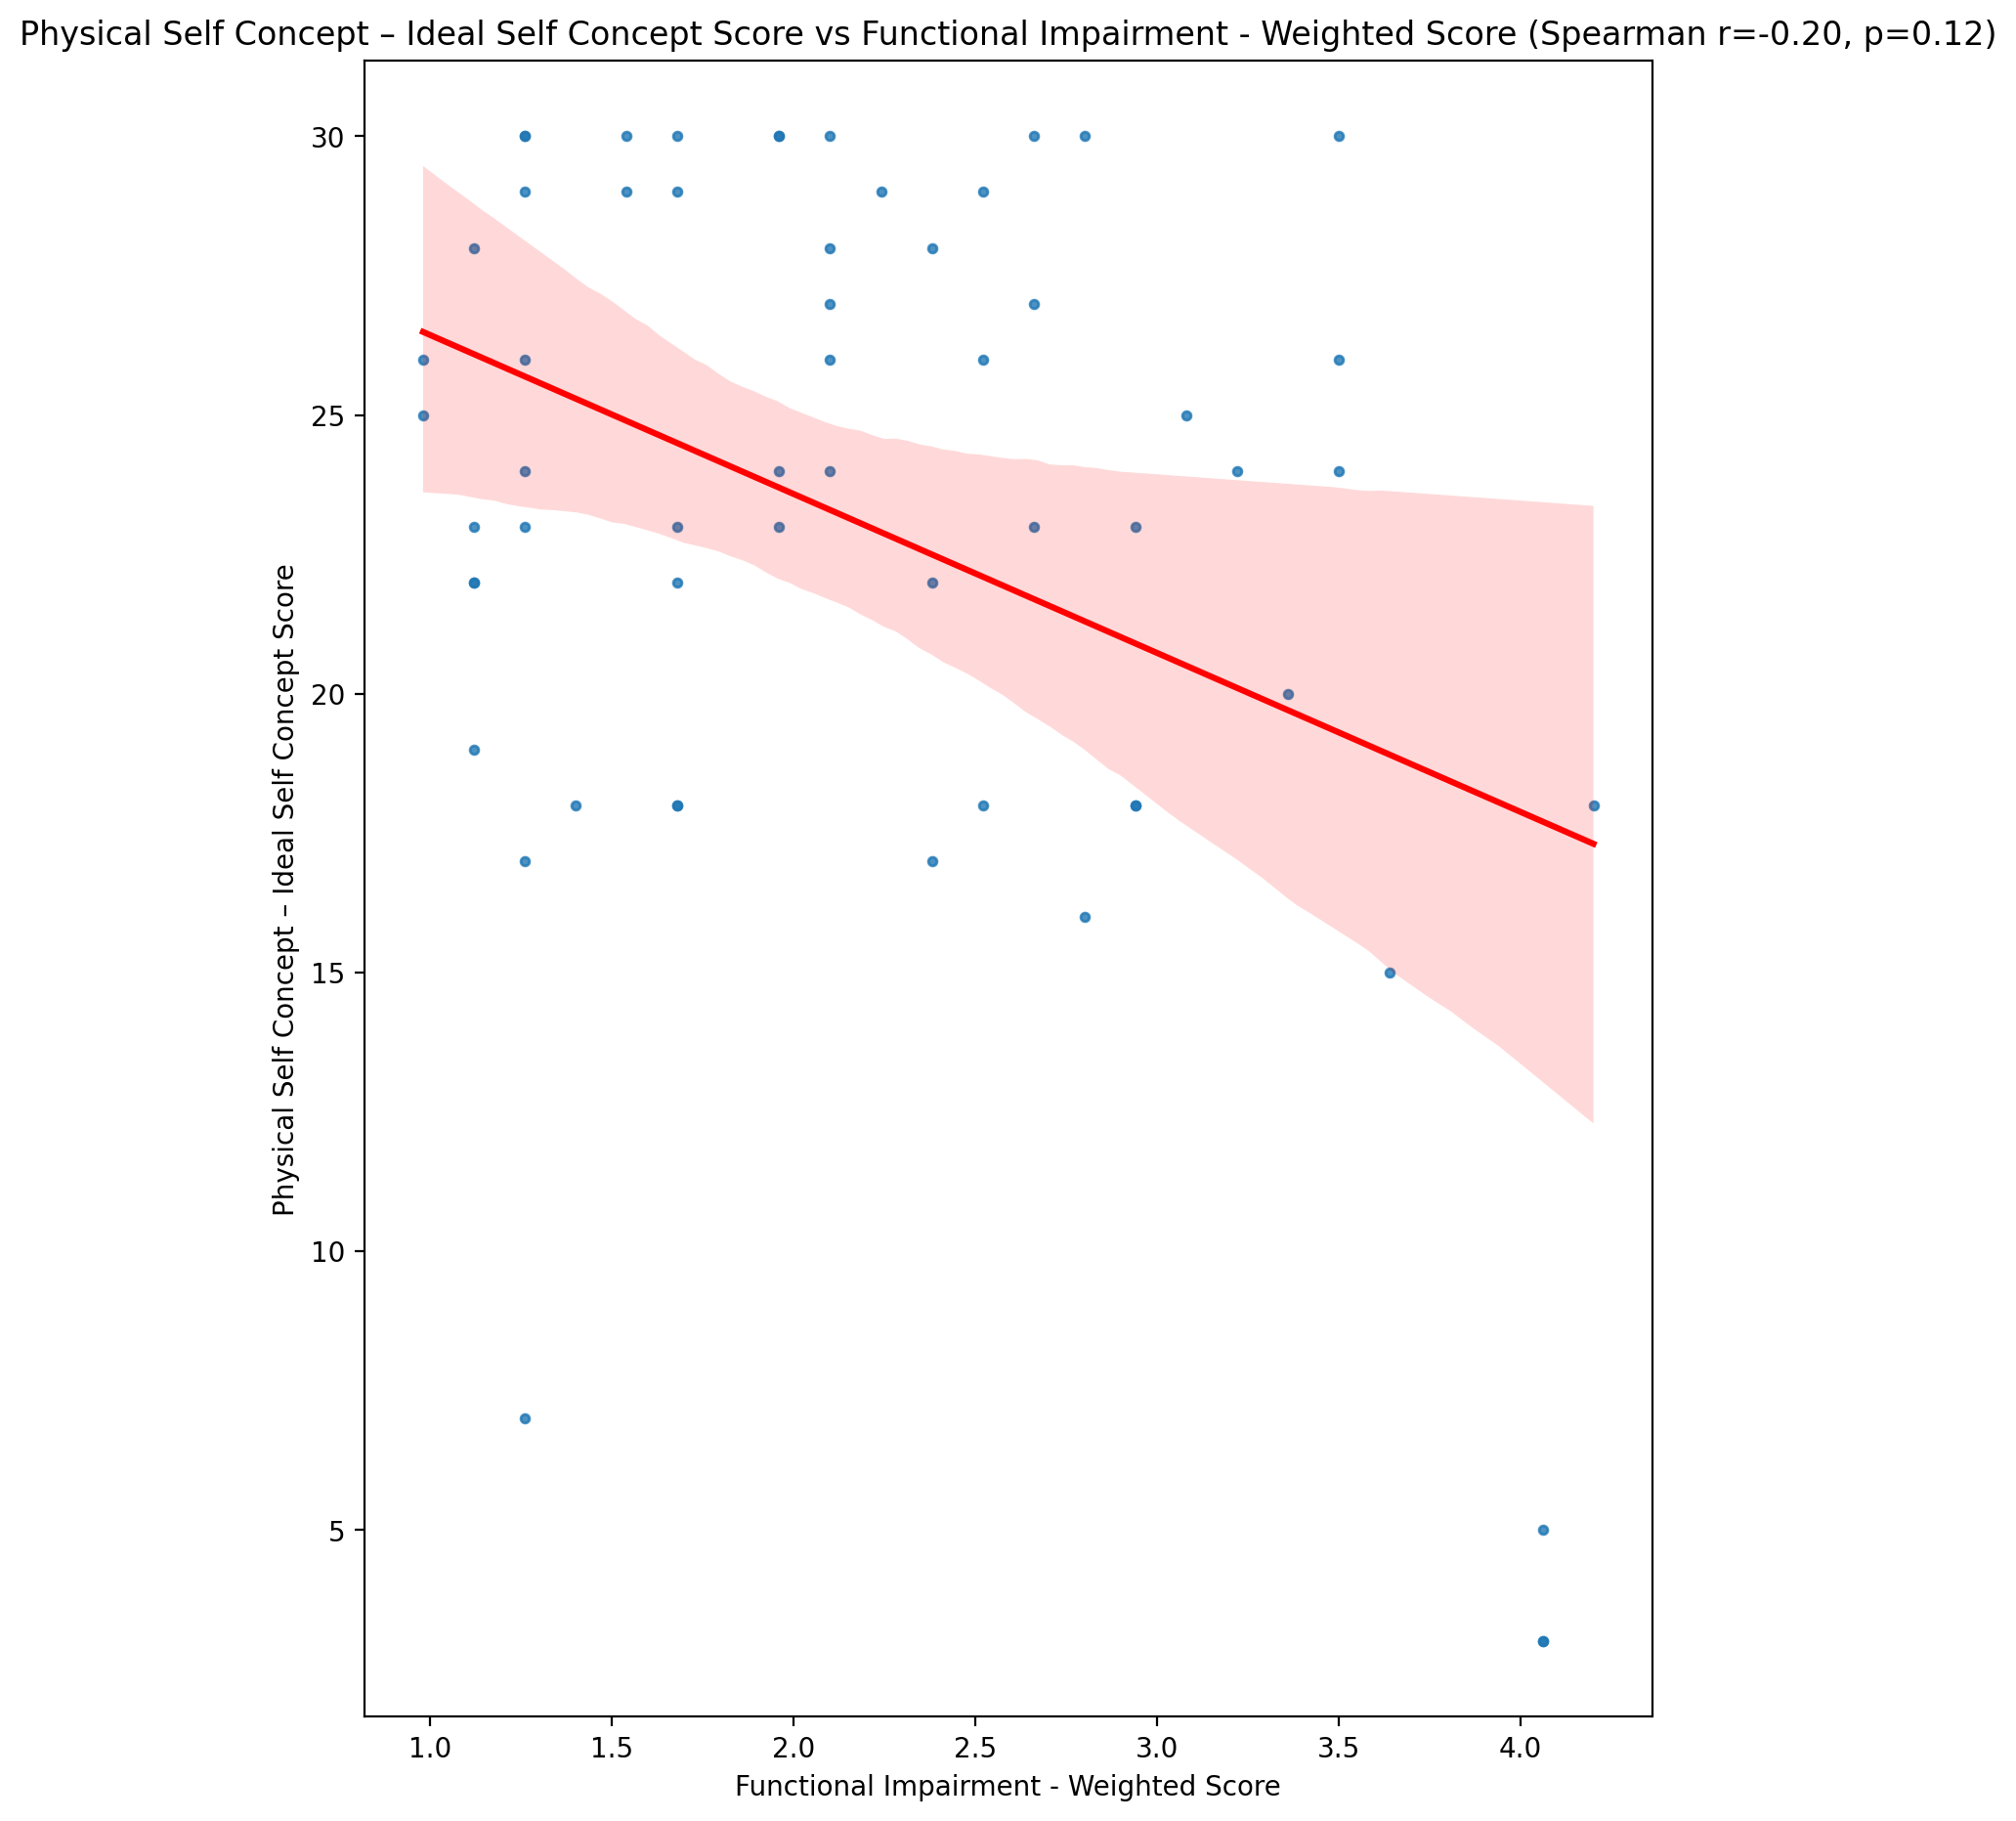 Physical Self Concept – Ideal Self Concept Score vs Functional Impairment - Weighted Score (Spearman r=-0.20, p=0.12)
30
25
20
15
10
5
Physical Self Concept – Ideal Self Concept Score
1.0 1.5 2.0 2.5 3.0 3.5 4.0
Functional Impairment - Weighted Score